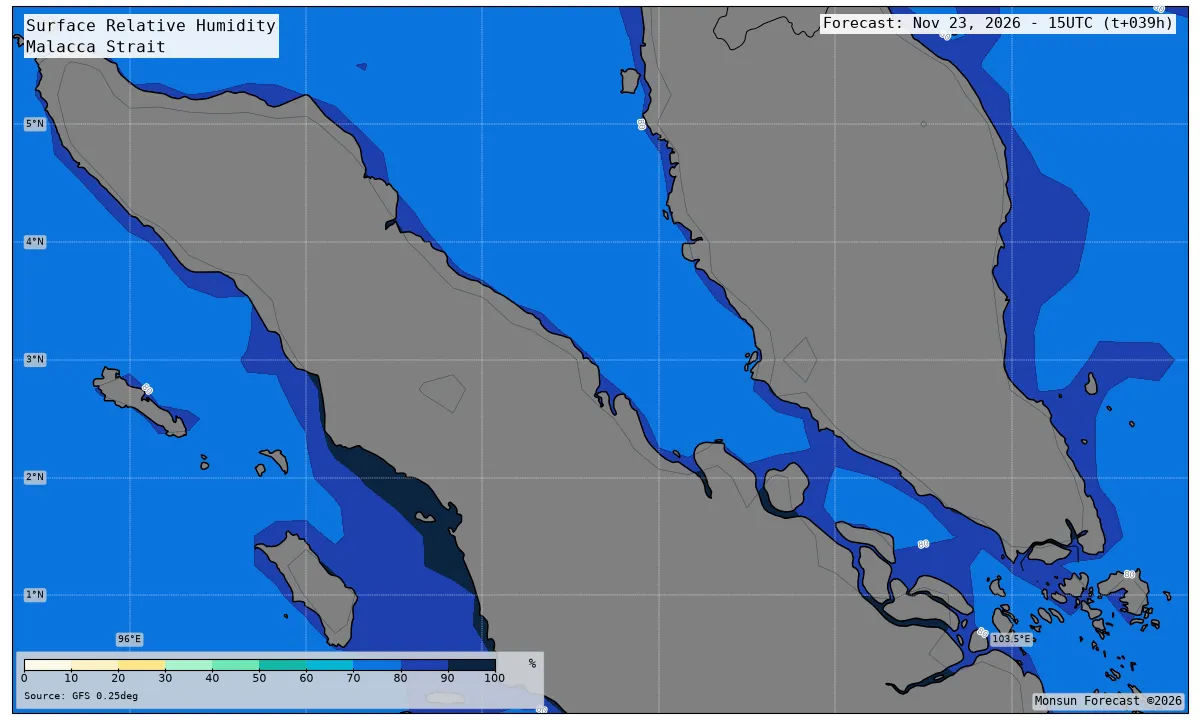 Surface Relative Humidity
Malacca Strait
Forecast: Nov 23, 2026 - 15UTC (t+039h)
80
5°N
4°N
3°N
2°N
1°N
80
80
80
80
96°E
103.5°E
%
0 10 20 30 40 50 60 70 80 90 100
Source: GFS 0.25deg
Monsun Forecast ©2026